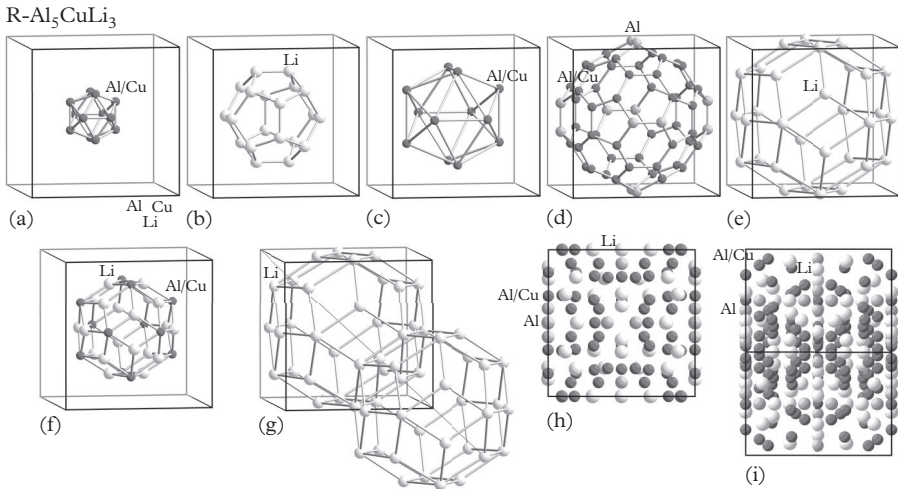 R-Al₅CuLi₃
Al/Cu
(a)
Al Cu
Li
Li
(b)
Al/Cu
(c)
Al
Al/Cu
(d)
Li
(e)
Li
Al/Cu
(f)
Li
(g)
Li
Al/Cu
Al
(h)
Al/Cu
Li
(i)